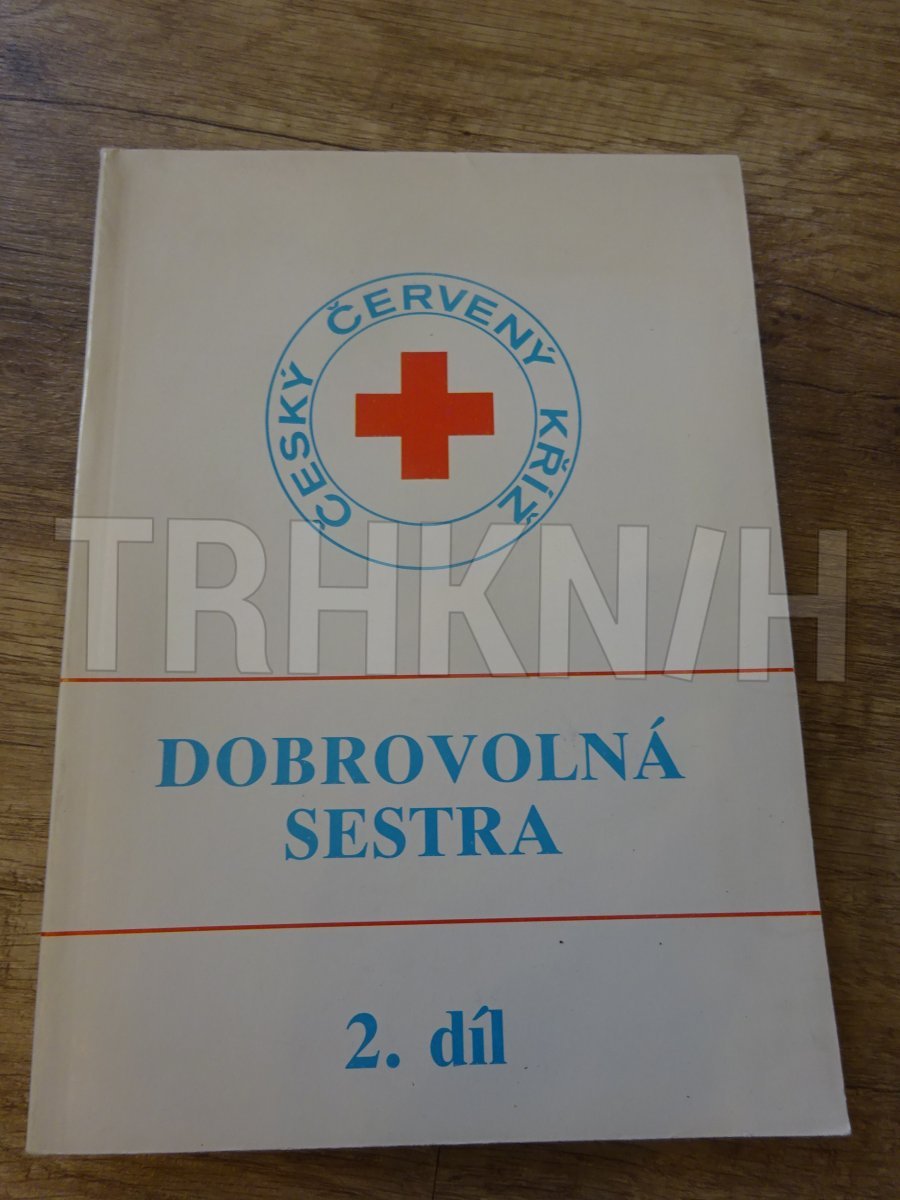 ČESKÝ ČERVENÝ KŘÍŽ
TRHKNIH
DOBROVOLNÁ
SESTRA
2. díl